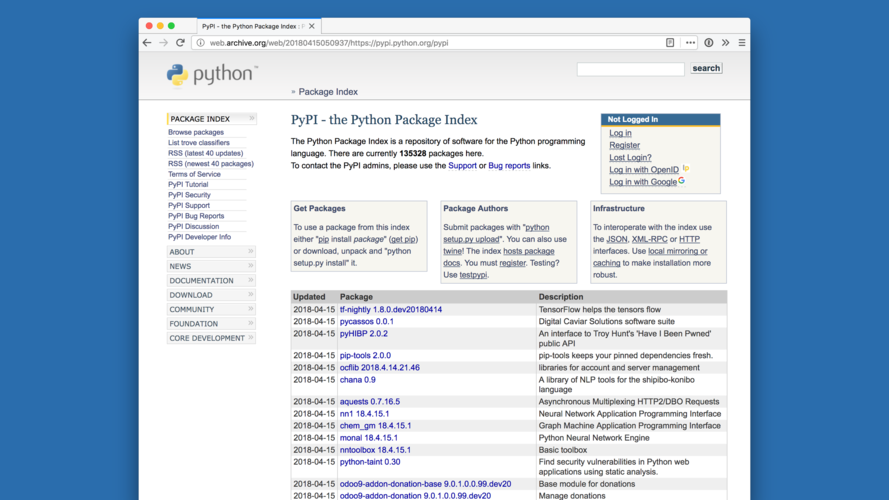 PyPI - the Python Package Index : P
web.archive.org/web/20180415050937/https://pypi.python.org/pypi
python™
search
» Package Index
PACKAGE INDEX »
Browse packages
List trove classifiers
RSS (latest 40 updates)
RSS (newest 40 packages)
Terms of Service
PyPI Tutorial
PyPI Security
PyPI Support
PyPI Bug Reports
PyPI Discussion
PyPI Developer Info
ABOUT »
NEWS »
DOCUMENTATION »
DOWNLOAD »
COMMUNITY »
FOUNDATION »
CORE DEVELOPMENT »
PyPI - the Python Package Index
The Python Package Index is a repository of software for the Python programming
language. There are currently 135328 packages here.
To contact the PyPI admins, please use the Support or Bug reports links.
Not Logged In
Log in
Register
Lost Login?
Log in with OpenID
Log in with Google
Get Packages
To use a package from this index
either "pip install package" (get pip)
or download, unpack and "python
setup.py install" it.
Package Authors
Submit packages with "python
setup.py upload". You can also use
twine! The index hosts package
docs. You must register. Testing?
Use testpypi.
Infrastructure
To interoperate with the index use
the JSON, XML-RPC or HTTP
interfaces. Use local mirroring or
caching to make installation more
robust.
Updated Package Description
2018-04-15 tf-nightly 1.8.0.dev20180414 TensorFlow helps the tensors flow
2018-04-15 pycassos 0.0.1 Digital Caviar Solutions software suite
2018-04-15 pyHIBP 2.0.2 An interface to Troy Hunt's 'Have I Been Pwned'
public API
2018-04-15 pip-tools 2.0.0 pip-tools keeps your pinned dependencies fresh.
2018-04-15 ocflib 2018.4.14.21.46 libraries for account and server management
2018-04-15 chana 0.9 A library of NLP tools for the shipibo-konibo
language
2018-04-15 aquests 0.7.16.5 Asynchronous Multiplexing HTTP2/DBO Requests
2018-04-15 nn1 18.4.15.1 Neural Network Application Programming Interface
2018-04-15 chem_gm 18.4.15.1 Graph Machine Application Programming Interface
2018-04-15 monal 18.4.15.1 Python Neural Network Engine
2018-04-15 nntoolbox 18.4.15.1 Basic toolbox
2018-04-15 python-taint 0.30 Find security vulnerabilities in Python web
applications using static analysis.
2018-04-15 odoo9-addon-donation-base 9.0.1.0.0.99.dev20 Base module for donations
2018-04-15 odoo9-addon-donation 9.0.1.0.0.99.dev20 Manage donations